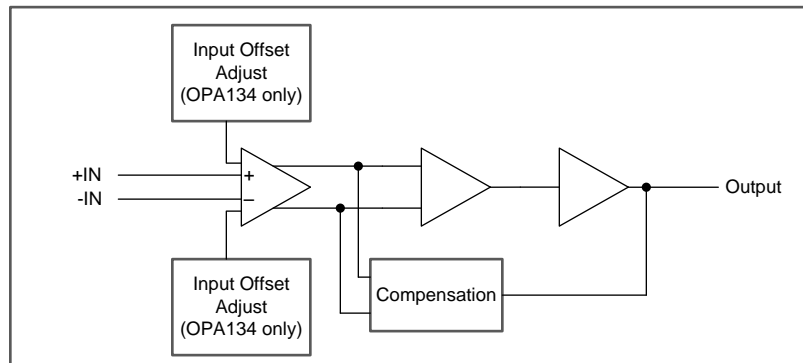 Input Offset
Adjust
(OPA134 only)
+IN
-IN
+
−
Output
Input Offset
Adjust
(OPA134 only)
Compensation